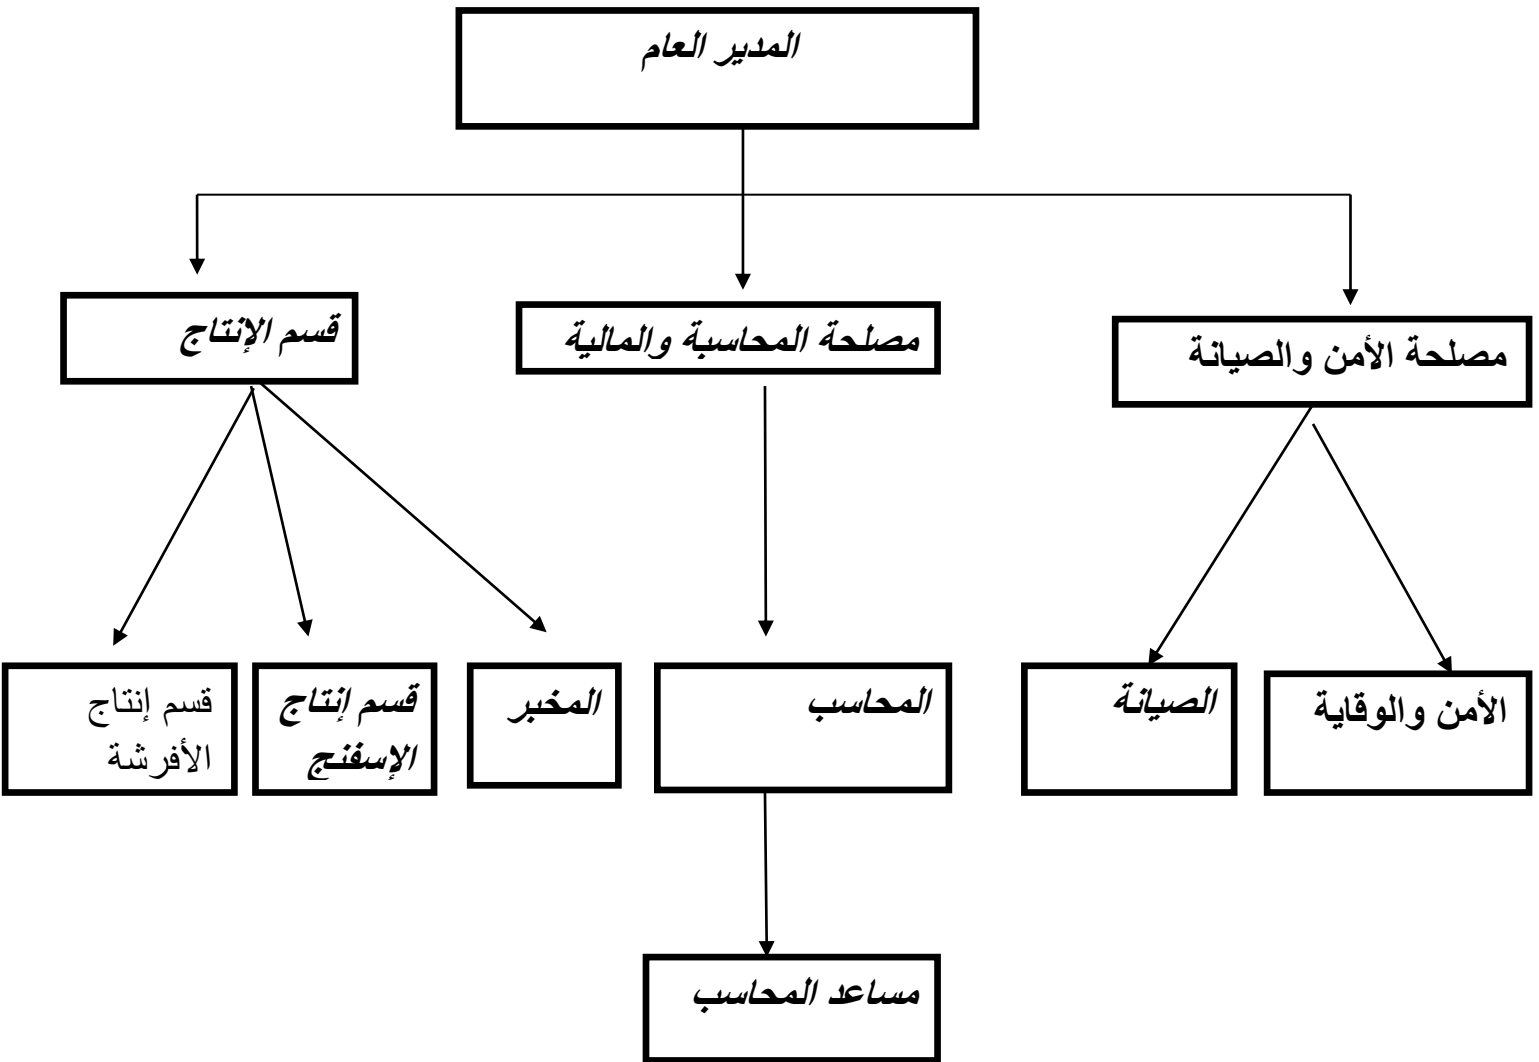 المدير العام
مصلحة الأمن والصيانة
مصلحة المحاسبة والمالية
قسم الإنتاج
الأمن والوقاية
الصيانة
المحاسب
المخبر
قسم إنتاج
الإسفنج
قسم إنتاج
الأفرشة
مساعد المحاسب